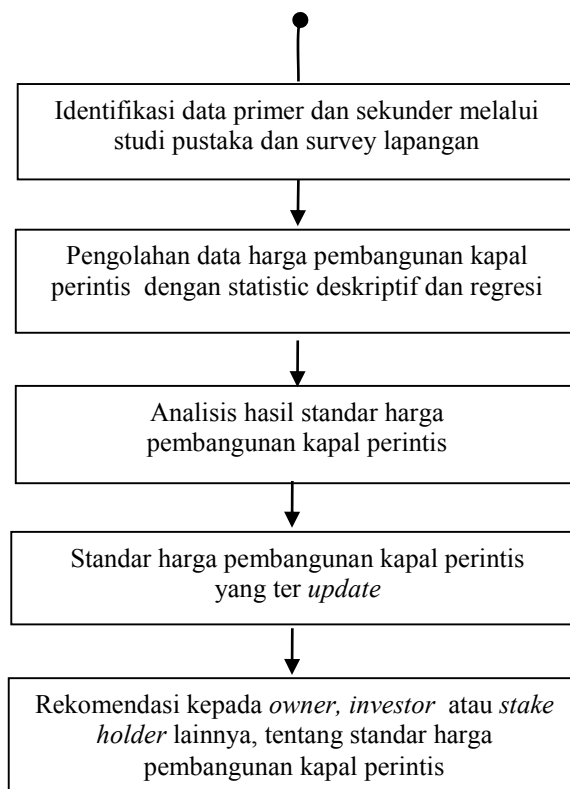 Identifikasi data primer dan sekunder melalui
studi pustaka dan survey lapangan
Pengolahan data harga pembangunan kapal
perintis dengan statistic deskriptif dan regresi
Analisis hasil standar harga
pembangunan kapal perintis
Standar harga pembangunan kapal perintis
yang ter update
Rekomendasi kepada owner, investor atau stake
holder lainnya, tentang standar harga
pembangunan kapal perintis